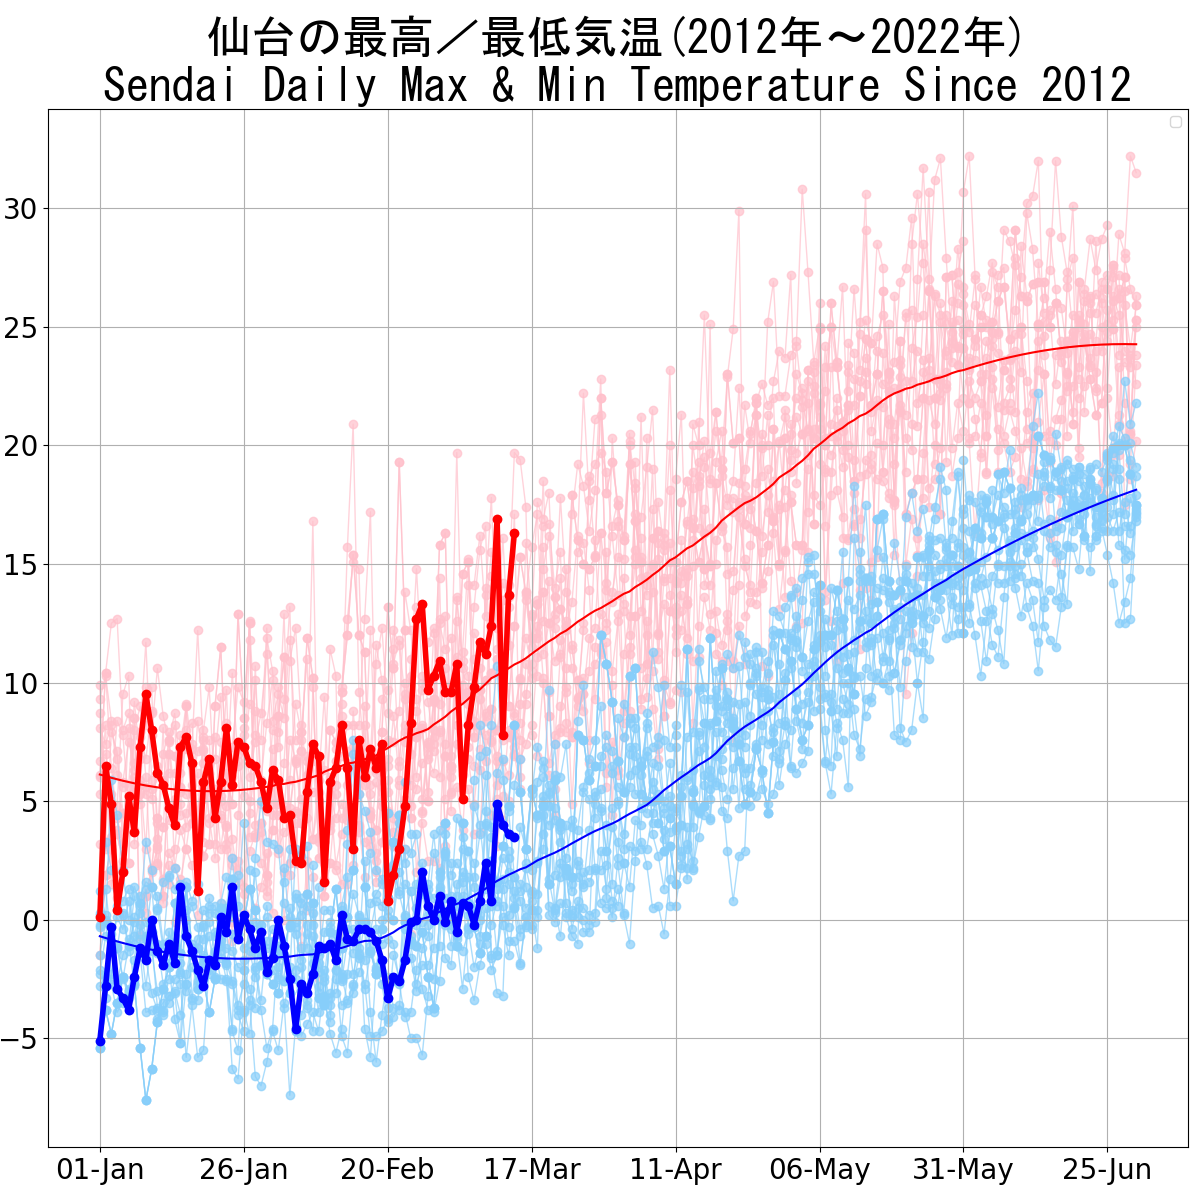 仙台の最高／最低気温(2012年～2022年)
Sendai Daily Max & Min Temperature Since 2012
30
25
20
15
10
5
0
−5
01-Jan 26-Jan 20-Feb 17-Mar 11-Apr 06-May 31-May 25-Jun